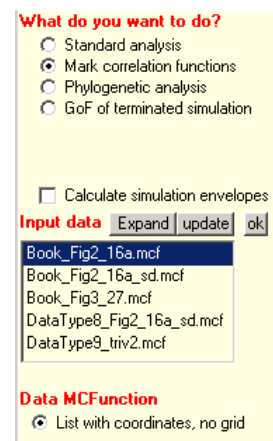 What do you want to do?
Standard analysis
Mark correlation functions
Phylogenetic analysis
GoF of terminated simulation
Calculate simulation envelopes
Input data Expand update ok
Book_Fig2_16a.mcf
Book_Fig2_16a_sd.mcf
Book_Fig3_27.mcf
DataType8_Fig2_16a_sd.mcf
DataType9_triv2.mcf
Data MCFunction
List with coordinates, no grid